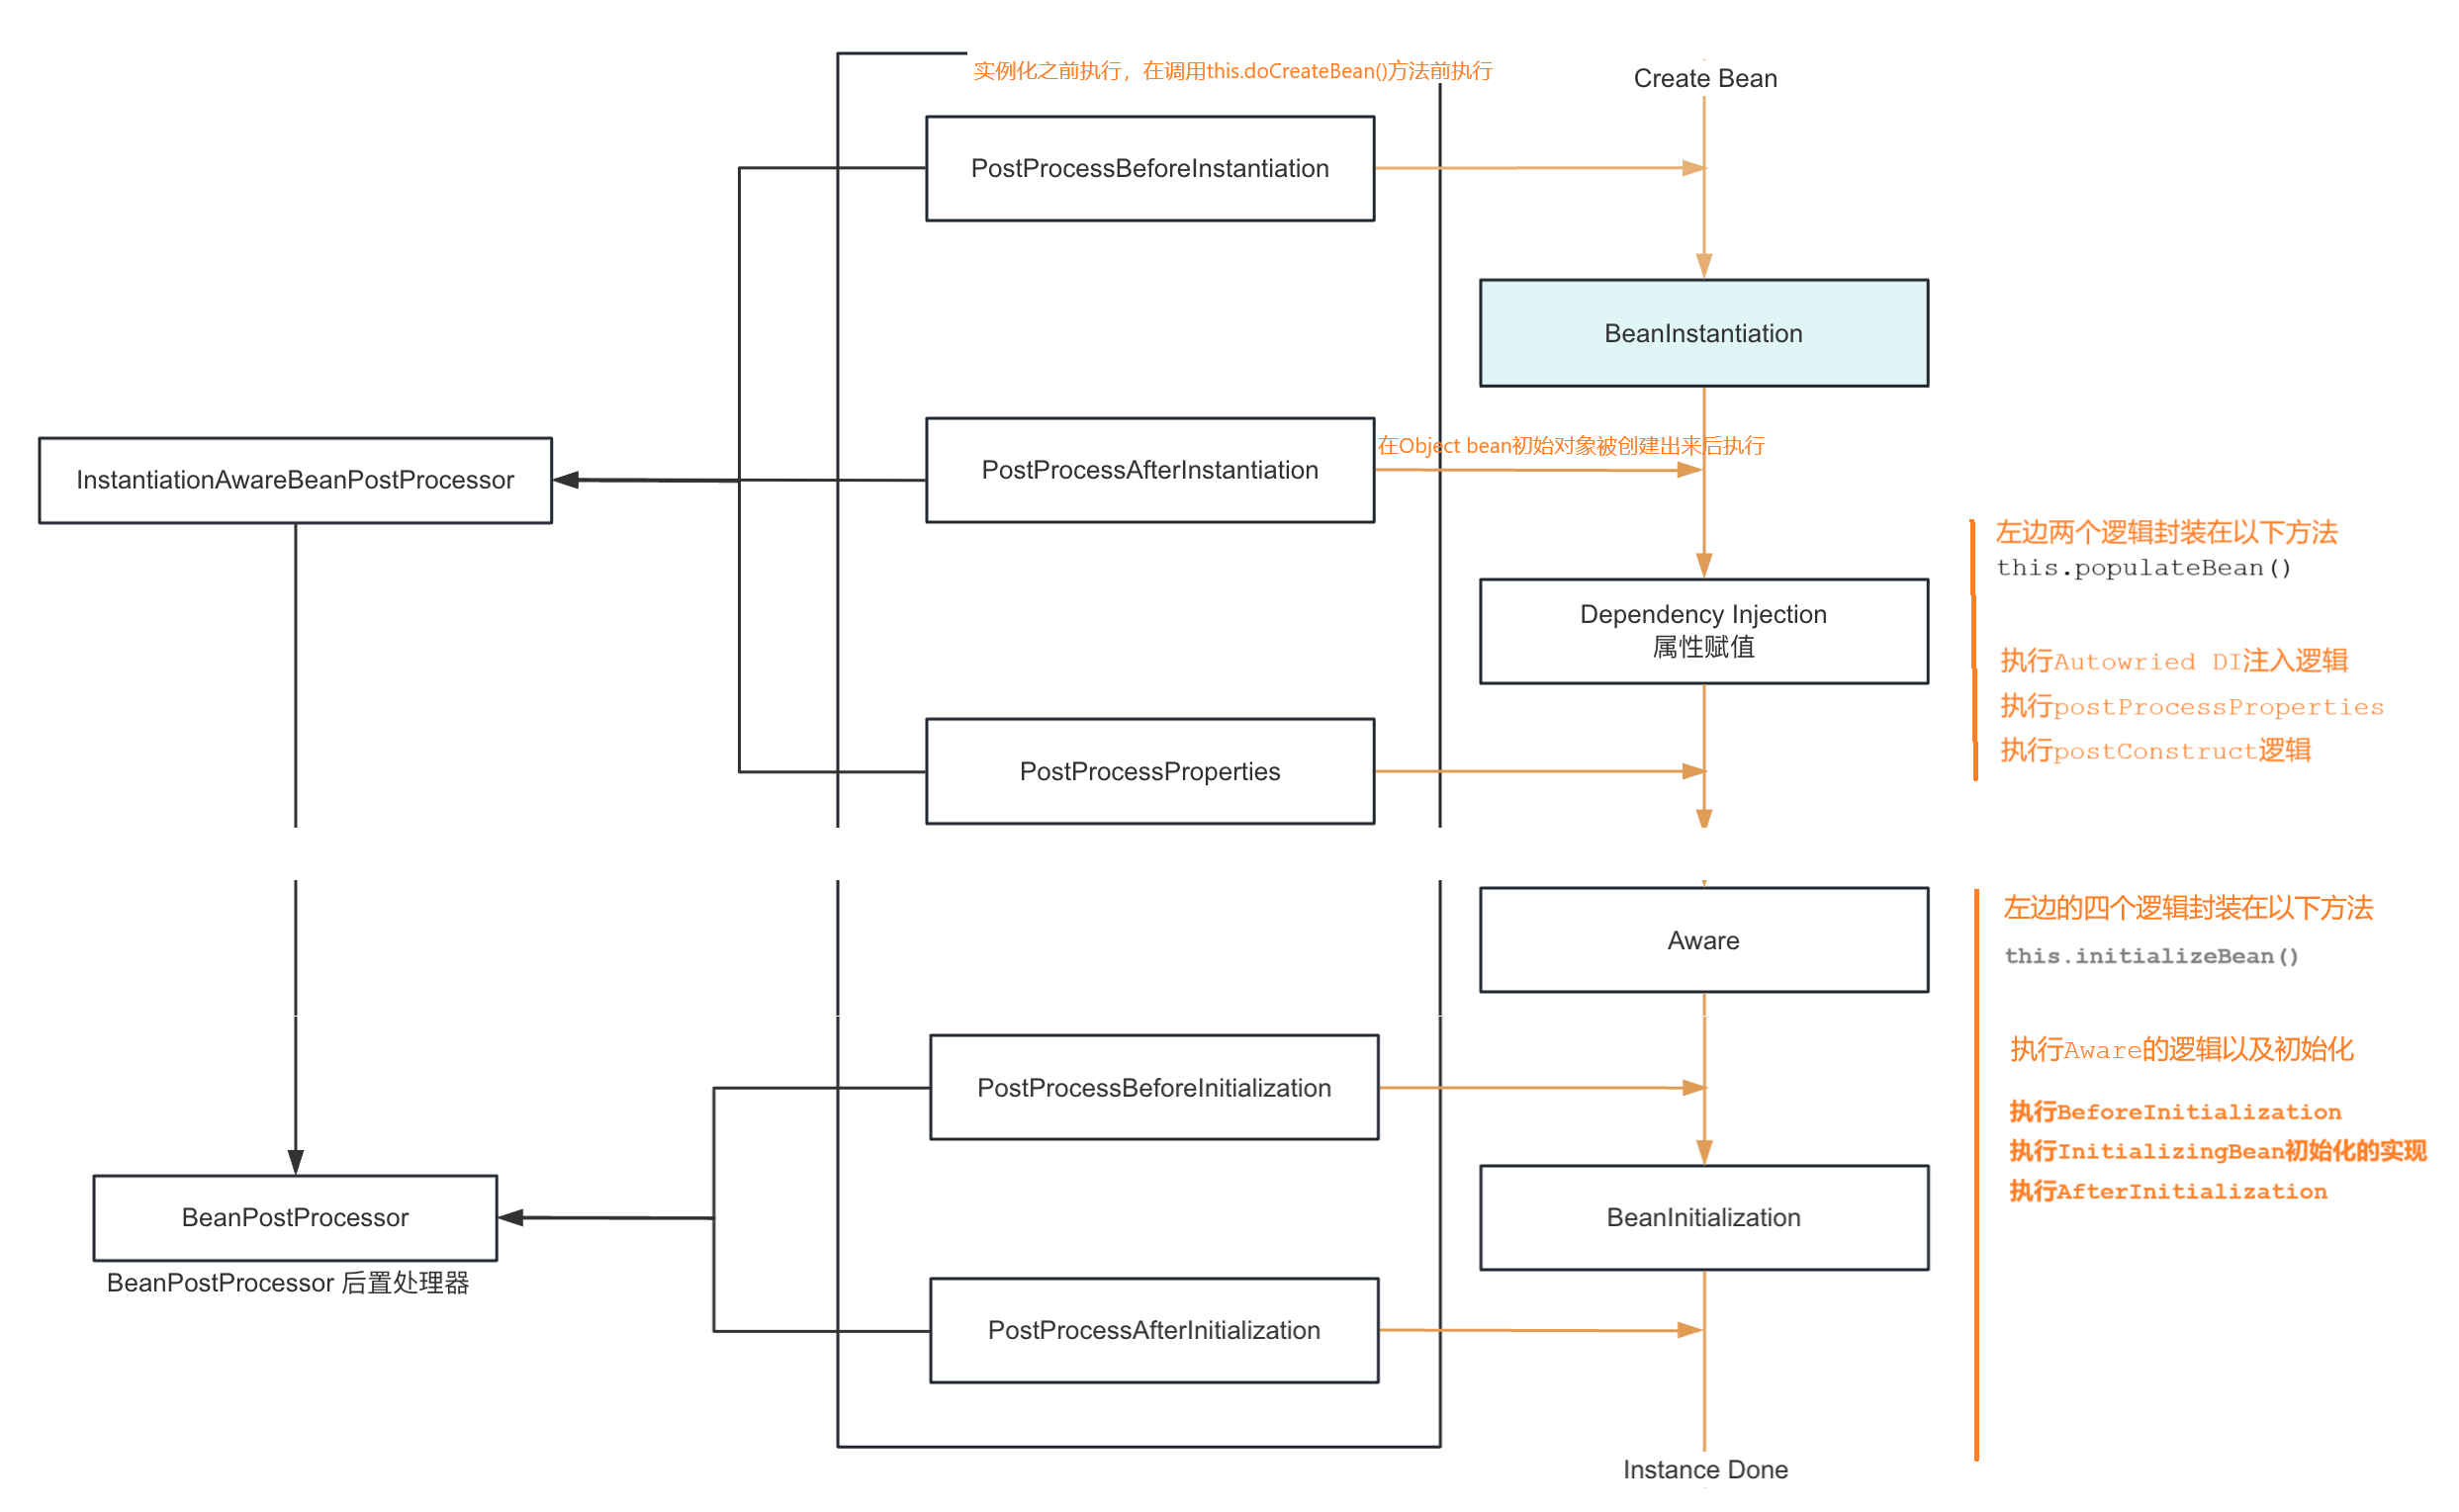 实例化之前执行，在调用this.doCreateBean()方法前执行
Create Bean
PostProcessBeforeInstantiation
BeanInstantiation
PostProcessAfterInstantiation
在Object bean初始对象被创建出来后执行
InstantiationAwareBeanPostProcessor
左边两个逻辑封装在以下方法
this.populateBean()
Dependency Injection
属性赋值
执行Autowried DI注入逻辑
执行postProcessProperties
执行postConstruct逻辑
PostProcessProperties
左边的四个逻辑封装在以下方法
Aware
this.initializeBean()
执行Aware的逻辑以及初始化
PostProcessBeforeInitialization
执行BeforeInitialization
执行InitializingBean初始化的实现
执行AfterInitialization
BeanPostProcessor
BeanInitialization
BeanPostProcessor 后置处理器
PostProcessAfterInitialization
Instance Done